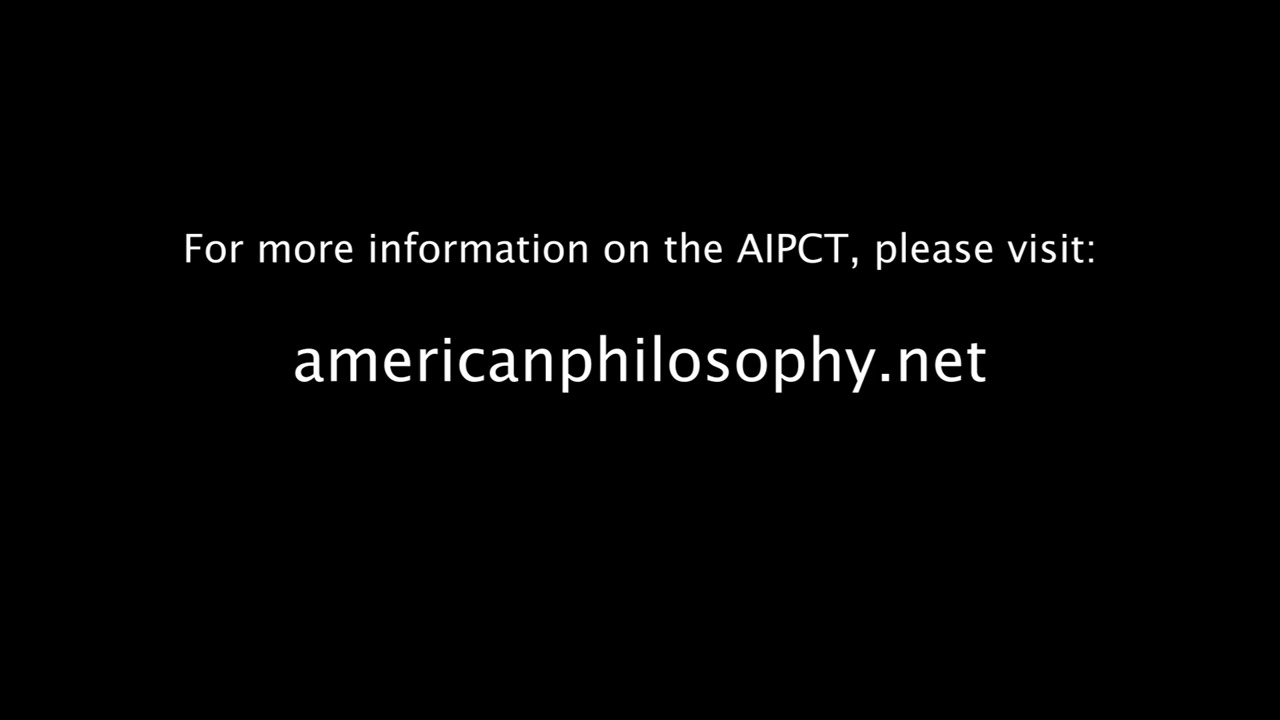 For more information on the AIPCT, please visit:
americanphilosophy.net